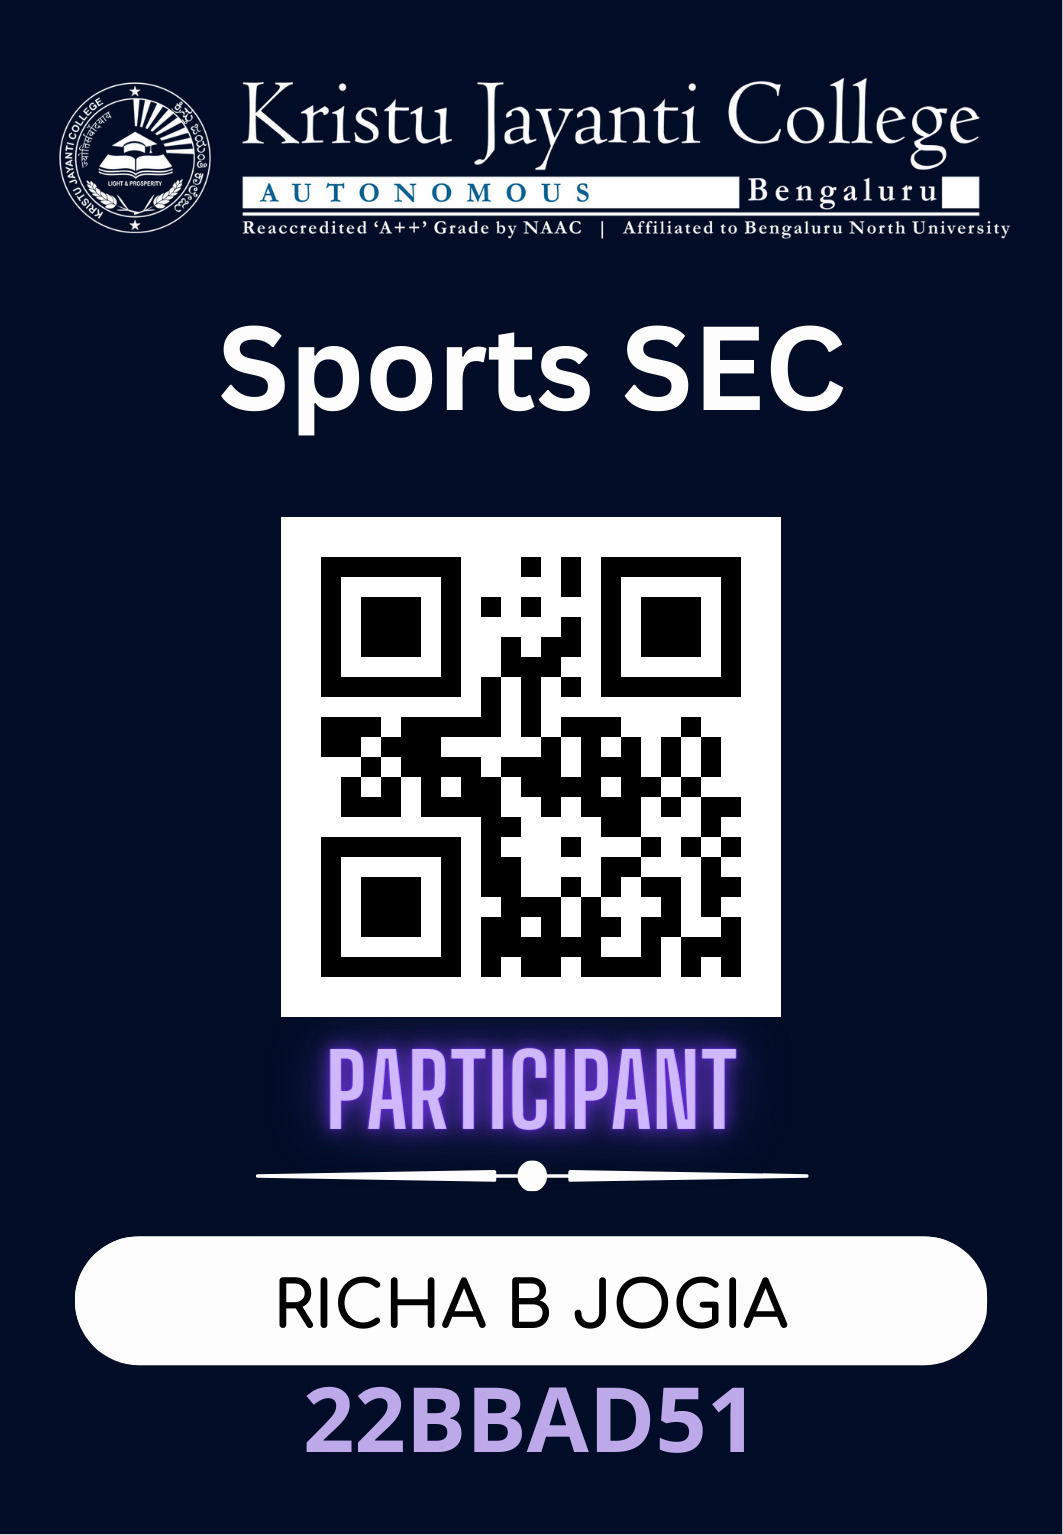 KRISTU JAYANTI COLLEGE
ज्योतिसंवाद्याय
ಕ್ರಿಸ್ತು ಜಯಂತಿ ಕಾಲೇಜು
LIGHT & PROSPERITY
Kristu Jayanti College
AUTONOMOUS Bengaluru
Reaccredited ‘A++’ Grade by NAAC | Affiliated to Bengaluru North University
Sports SEC
PARTICIPANT
RICHA B JOGIA
22BBAD51